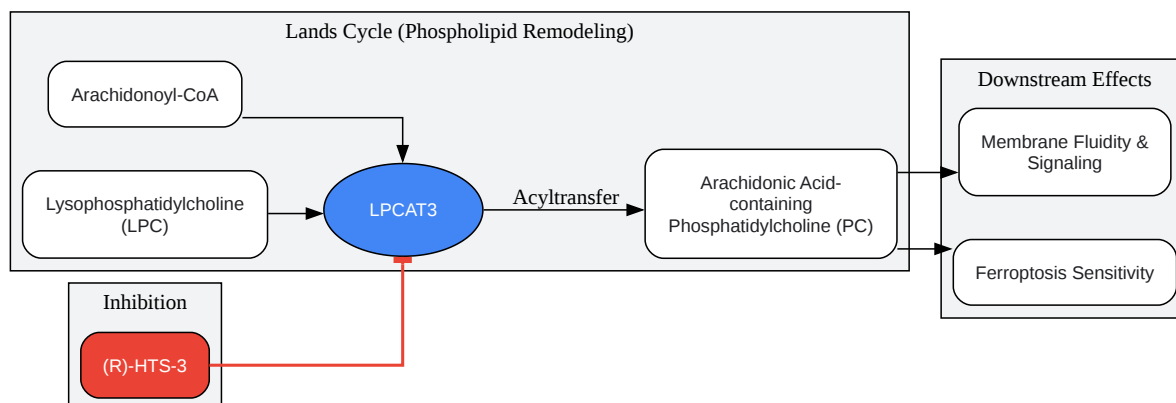 Lands Cycle (Phospholipid Remodeling)
Arachidonoyl-CoA
Lysophosphatidylcholine
(LPC)
LPCAT3
Acyltransfer
Arachidonic Acid-
containing
Phosphatidylcholine (PC)
Downstream Effects
Membrane Fluidity &
Signaling
Ferroptosis Sensitivity
Inhibition
(R)-HTS-3